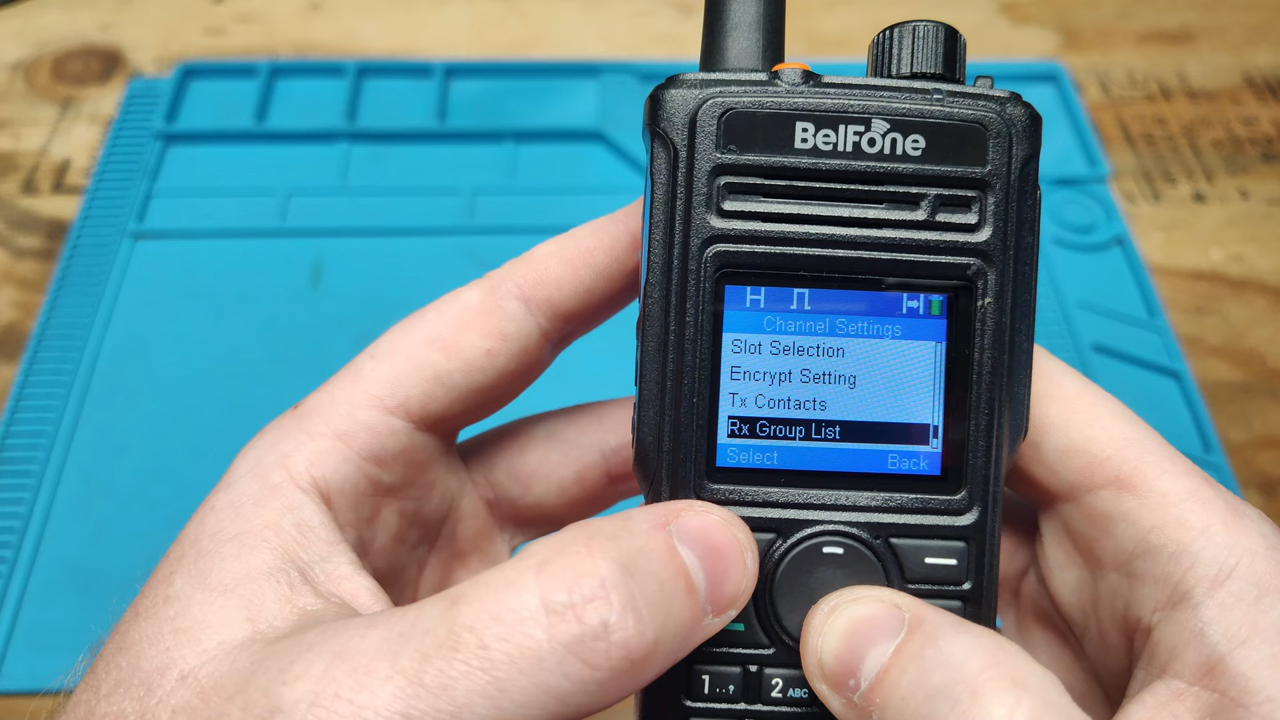 BelFone
H
Channel Settings
Slot Selection
Encrypt Setting
Tx Contacts
Rx Group List
Select Back
1..? 2 ABC